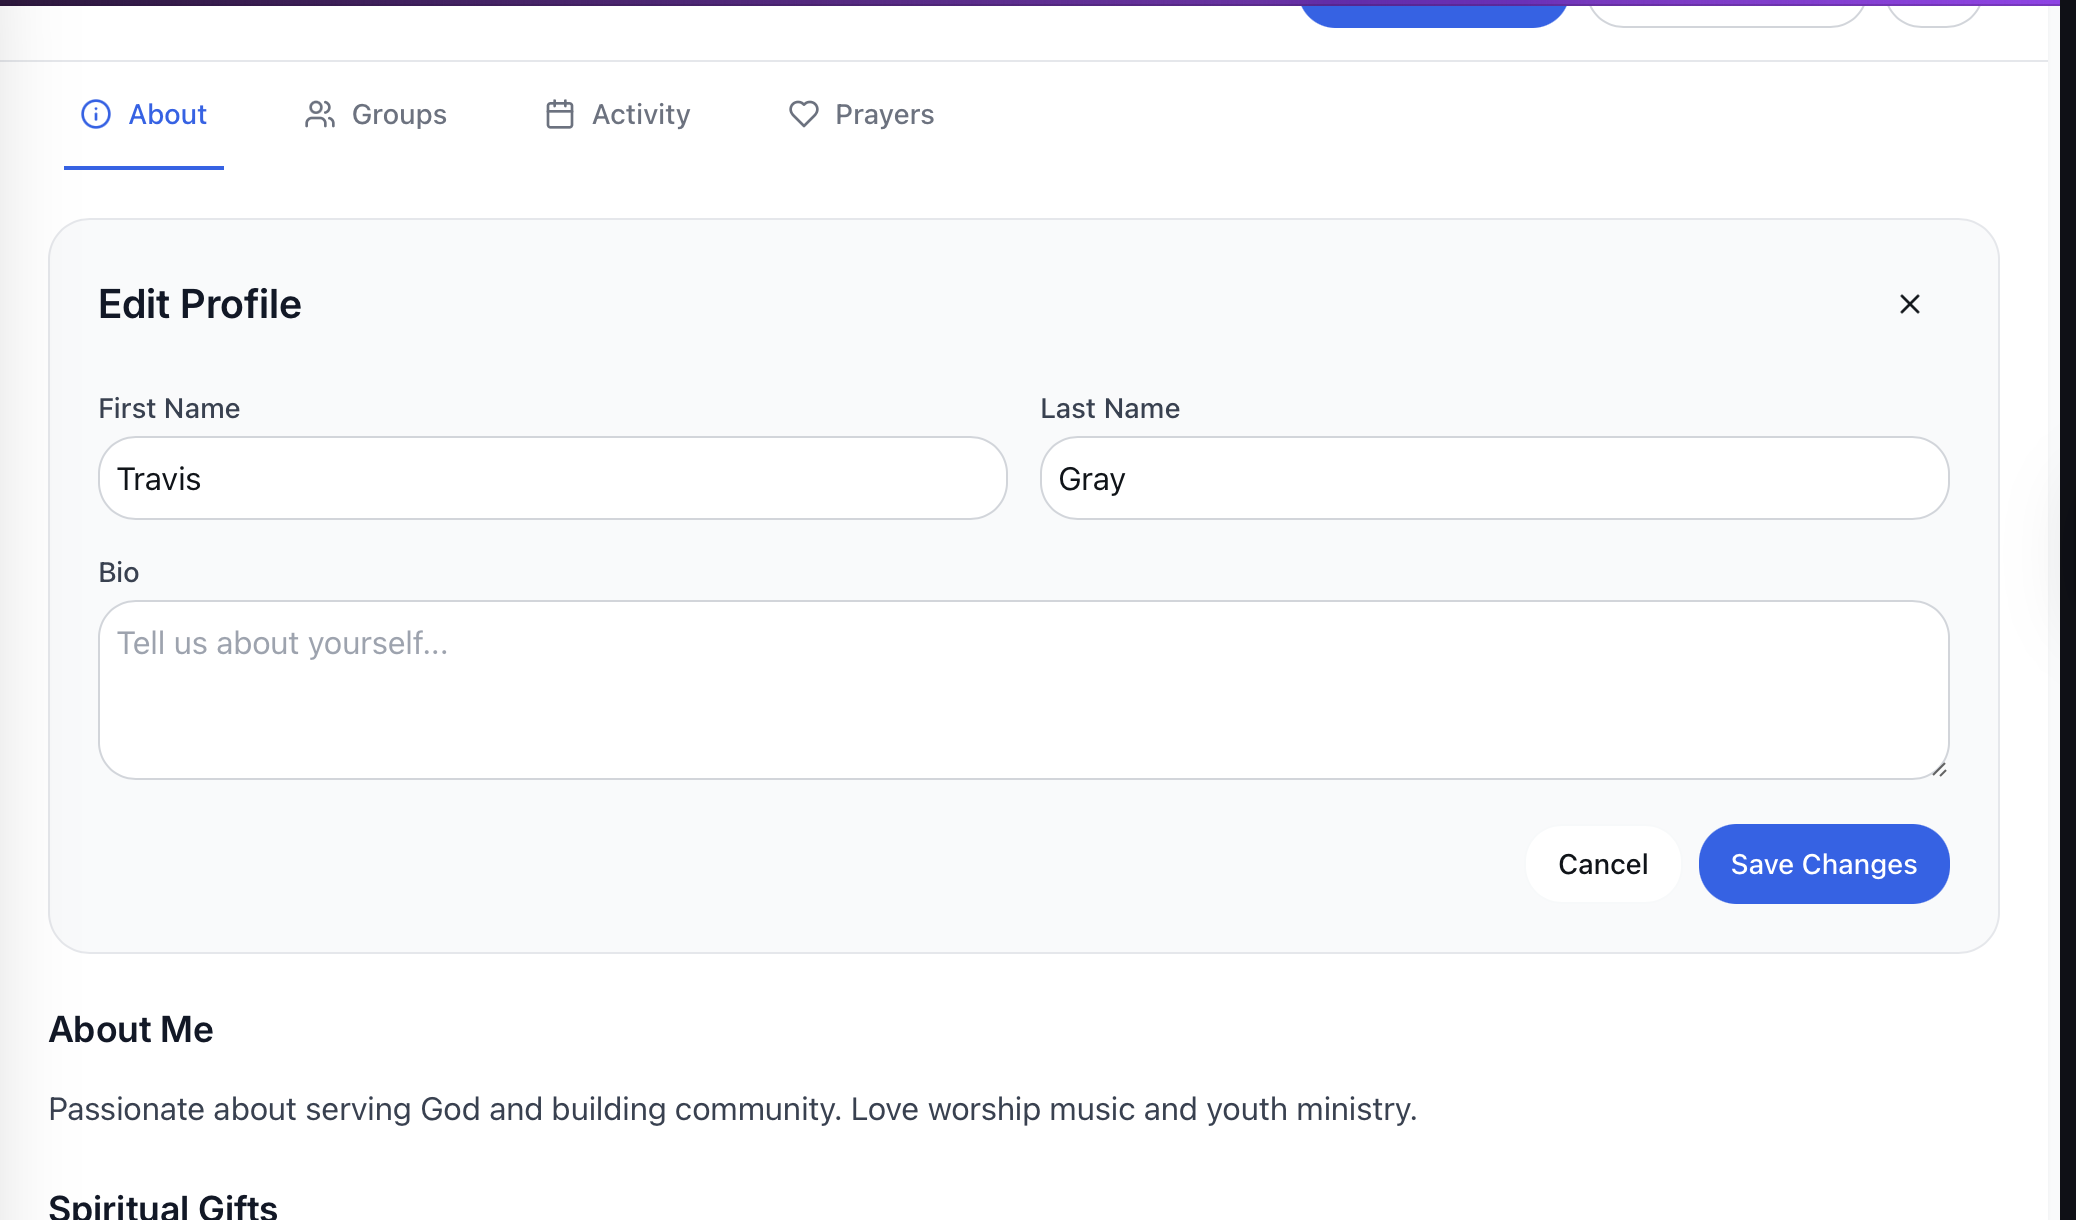 About Groups Activity Prayers
Edit Profile
First Name Last Name
Travis Gray
Bio
Tell us about yourself...
Cancel Save Changes
About Me
Passionate about serving God and building community. Love worship music and youth ministry.
Spiritual Gifts